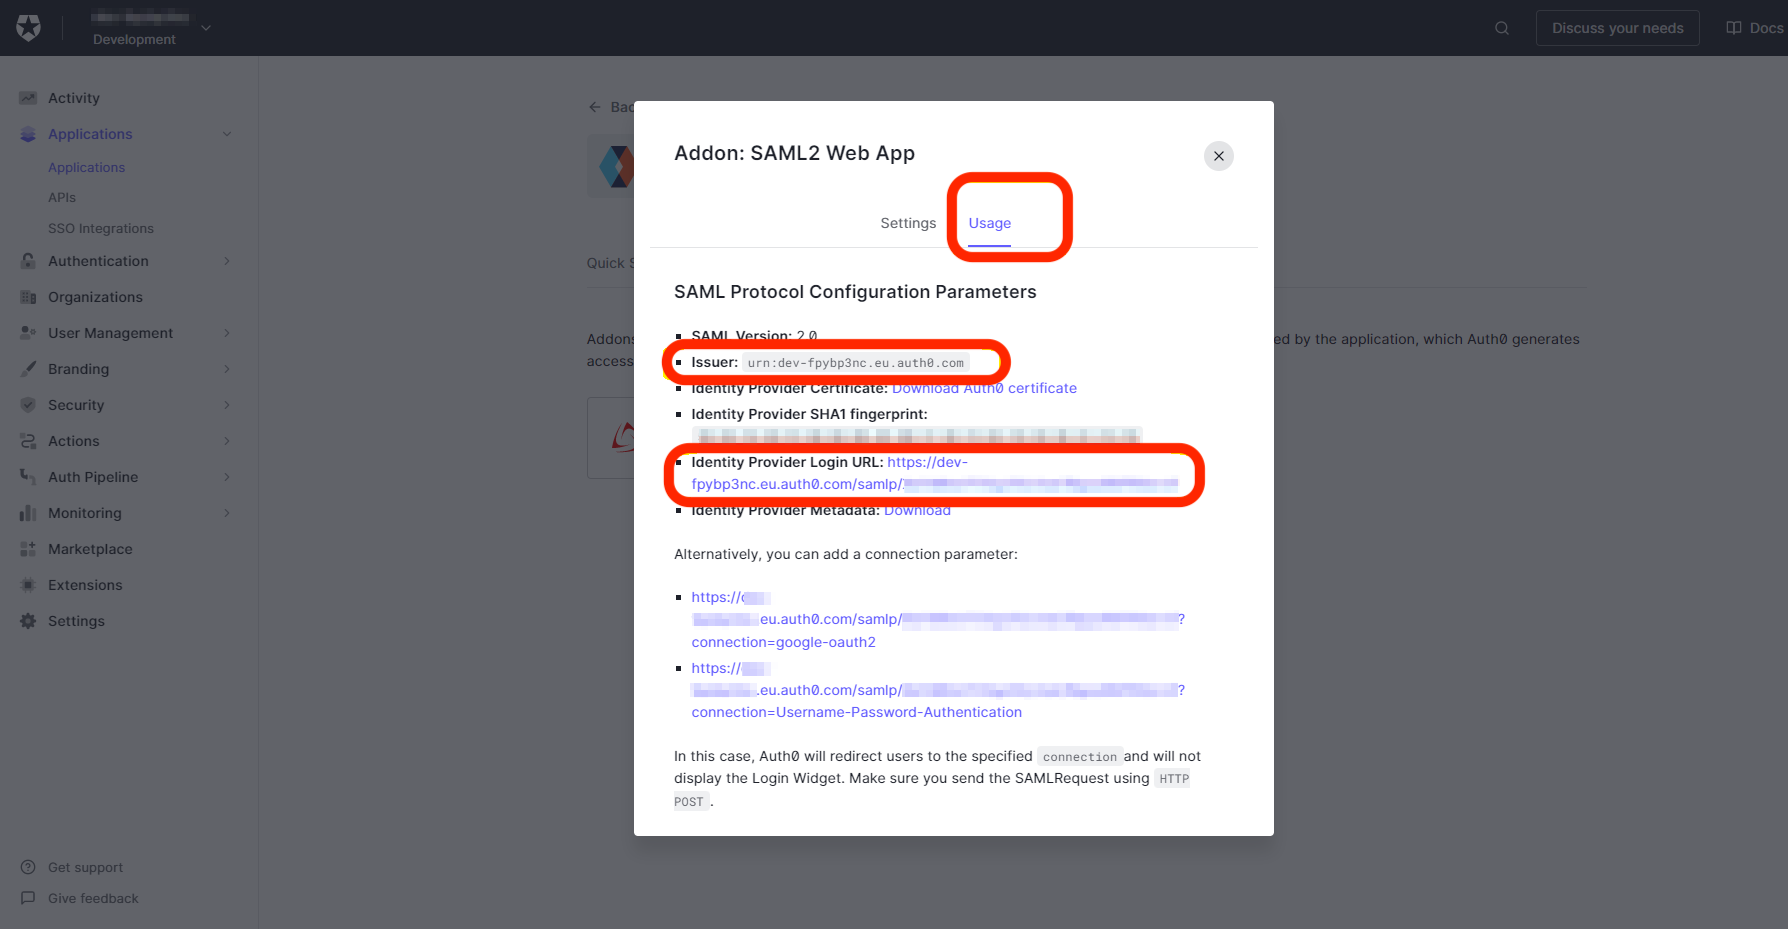 Development
Discuss your needs
Docs
Activity
Applications
Applications
APIs
SSO Integrations
Authentication
Organizations
User Management
Branding
Security
Actions
Auth Pipeline
Monitoring
Marketplace
Extensions
Settings
Get support
Give feedback
Addon: SAML2 Web App
Settings
Usage
SAML Protocol Configuration Parameters
SAML Version: 2.0
Issuer: urn:dev-fpybp3nc.eu.auth0.com
Identity Provider Certificate: Download Auth0 certificate
Identity Provider SHA1 fingerprint:
Identity Provider Login URL: https://dev-
fpybp3nc.eu.auth0.com/samlp/
Identity Provider Metadata: Download
Alternatively, you can add a connection parameter:
https://
.eu.auth0.com/samlp/ ?
connection=google-oauth2
https://
.eu.auth0.com/samlp/ ?
connection=Username-Password-Authentication
In this case, Auth0 will redirect users to the specified connection and will not
display the Login Widget. Make sure you send the SAMLRequest using HTTP
POST .
Quick
Addons
ed by the application, which Auth0 generates
access